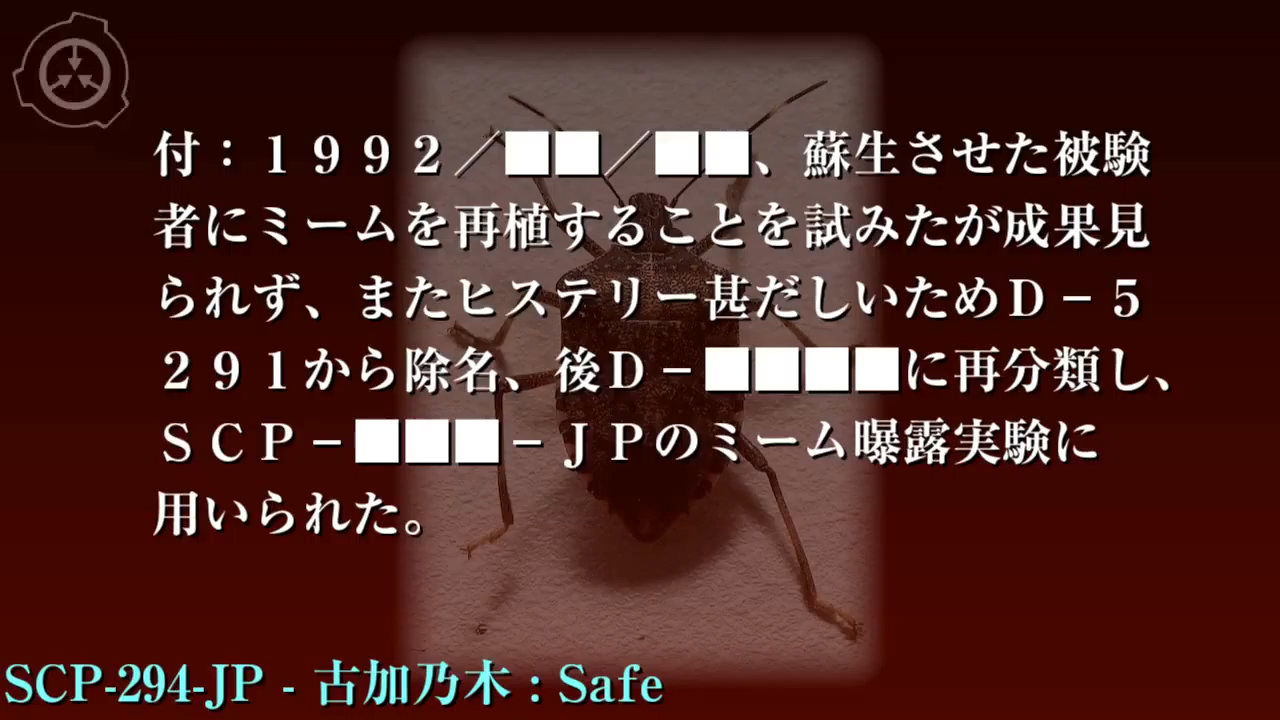 付：１９９２／■■／■■、蘇生させた被験
者にミームを再植することを試みたが成果見
られず、またヒステリー甚だしいためＤ－５
２９１から除名、後Ｄ－■■■■に再分類し、
ＳＣＰ－■■■－ＪＰのミーム曝露実験に
用いられた。
SCP-294-JP - 古加乃木 : Safe